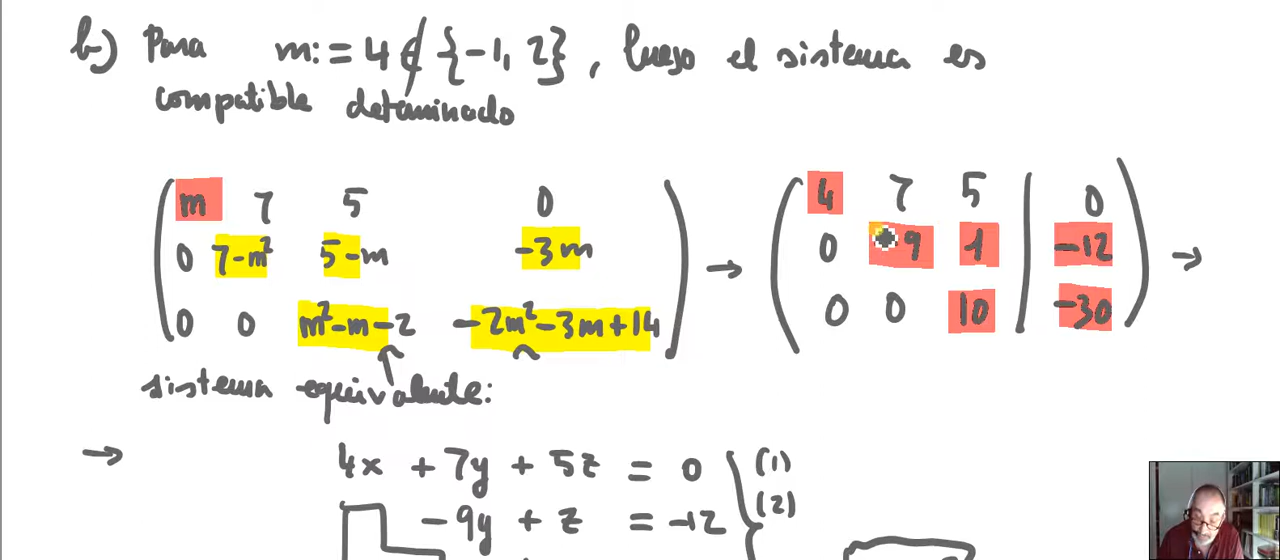 b) Para m: = 4 ∉ {-1, 2}, luego el sistema es
compatible determinado
m 7 5 0
0 7-m² 5-m -3m
0 0 m²-m-2 -2m²-3m+14
→
4 7 5 | 0
0 9 1 | -12
0 0 10 | -30
→
sistema equivalente:
→ 4x + 7y + 5z = 0 (1)
-9y + z = -12 (2)